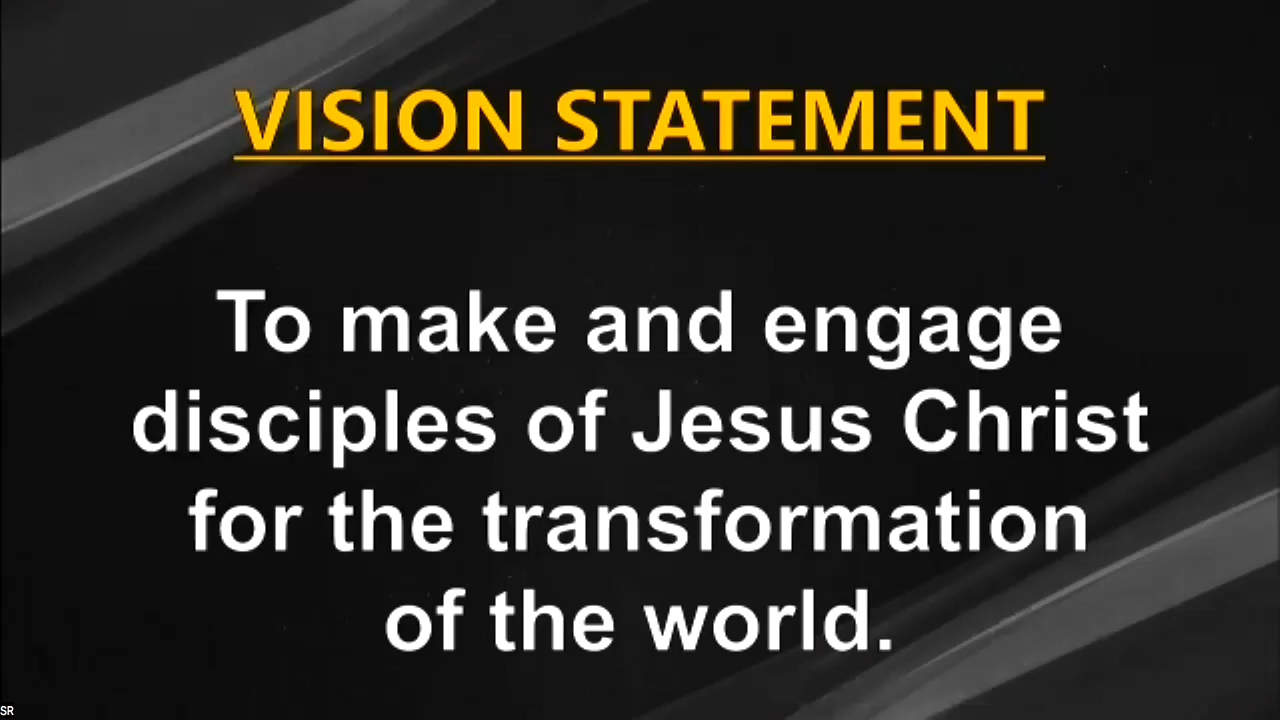 VISION STATEMENT
To make and engage
disciples of Jesus Christ
for the transformation
of the world.
SR